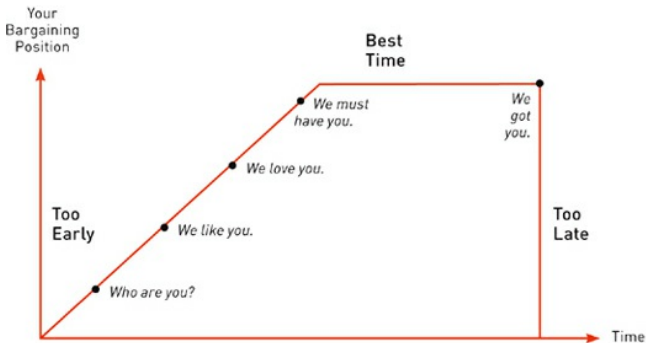 Your
Bargaining
Position
Best
Time
We must
have you.
We
got
you.
We love you.
Too
Early
We like you.
Too
Late
Who are you?
Time